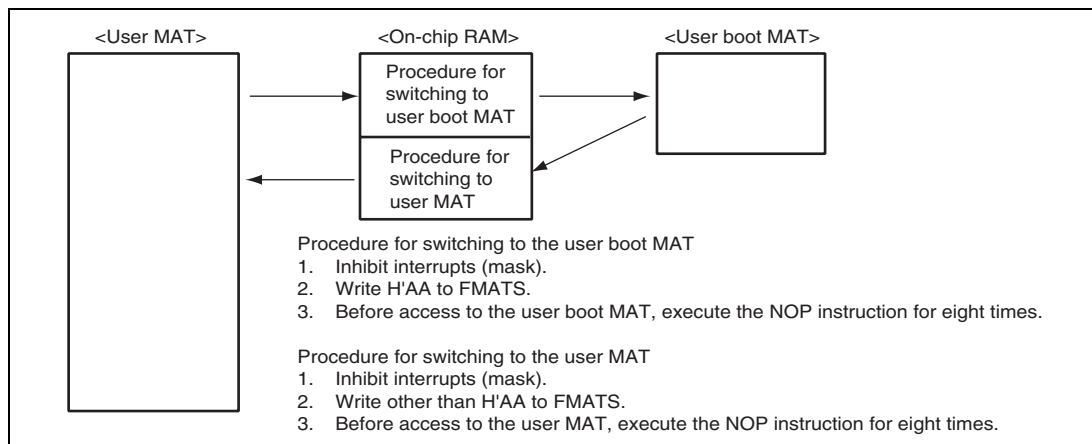 <User MAT>
<On-chip RAM>
<User boot MAT>
Procedure for
switching to
user boot MAT
Procedure for
switching to
user MAT
Procedure for switching to the user boot MAT
1. Inhibit interrupts (mask).
2. Write H'AA to FMATS.
3. Before access to the user boot MAT, execute the NOP instruction for eight times.
Procedure for switching to the user MAT
1. Inhibit interrupts (mask).
2. Write other than H'AA to FMATS.
3. Before access to the user MAT, execute the NOP instruction for eight times.